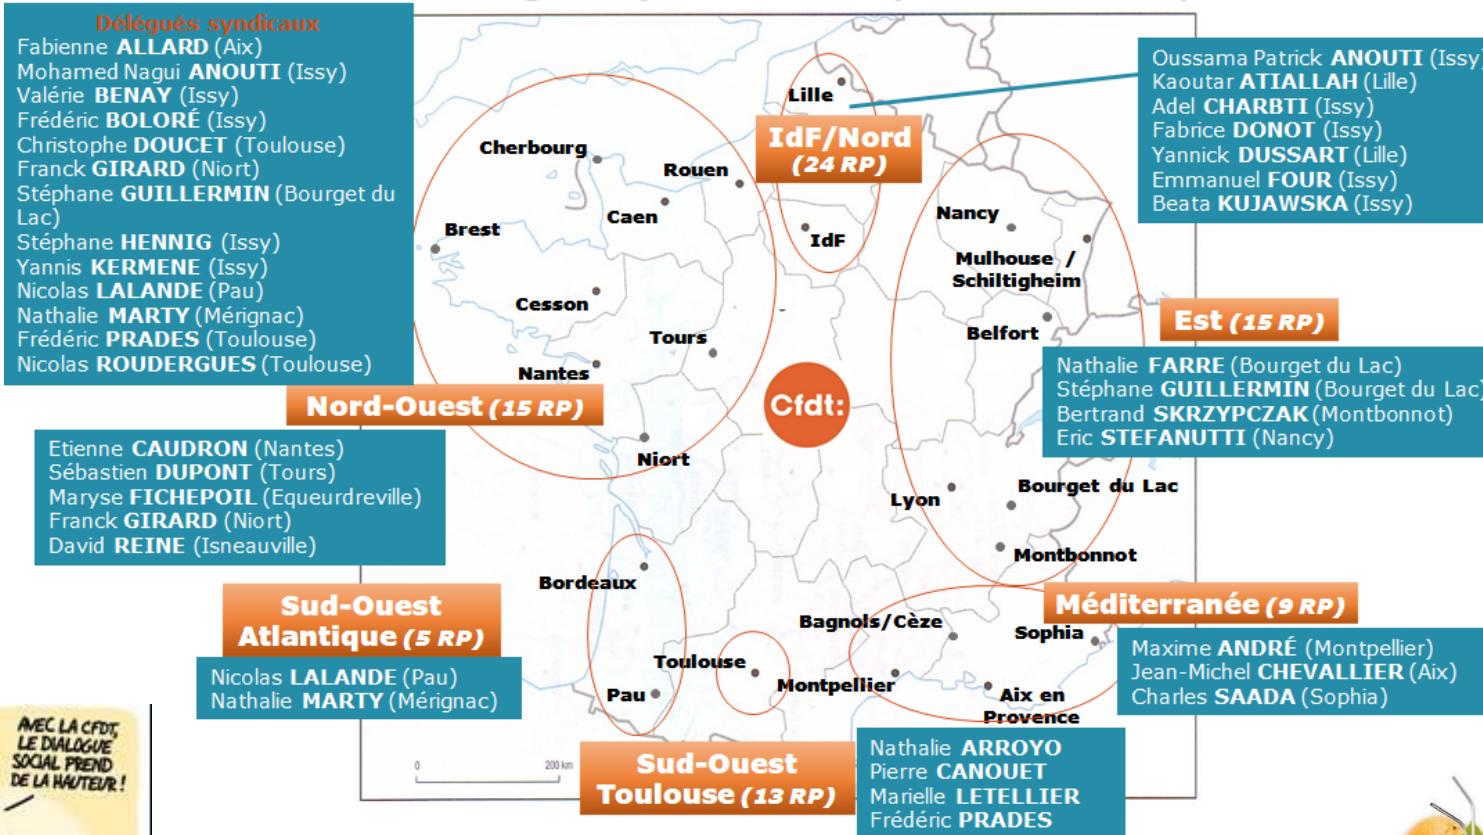 Délégués syndicaux
Fabienne ALLARD (Aix)
Mohamed Nagui ANOUTI (Issy)
Valérie BENAY (Issy)
Frédéric BOLORÉ (Issy)
Christophe DOUCET (Toulouse)
Franck GIRARD (Niort)
Stéphane GUILLERMIN (Bourget du
Lac)
Stéphane HENNIG (Issy)
Yannis KERMENE (Issy)
Nicolas LALANDE (Pau)
Nathalie MARTY (Mérignac)
Frédéric PRADES (Toulouse)
Nicolas ROUDERGUES (Toulouse)
Oussama Patrick ANOUTI (Issy)
Kaoutar ATIALLAH (Lille)
Adel CHARBTI (Issy)
Fabrice DONOT (Issy)
Yannick DUSSART (Lille)
Emmanuel FOUR (Issy)
Beata KUJAWSKA (Issy)
Lille
IdF/Nord
(24 RP)
Cherbourg
Rouen
Caen
Brest
IdF
Nancy
Mulhouse /
Schiltigheim
Cesson
Tours
Nantes
Belfort
Est (15 RP)
Nathalie FARRE (Bourget du Lac)
Stéphane GUILLERMIN (Bourget du Lac)
Bertrand SKRZYPCZAK (Montbonnot)
Eric STEFANUTTI (Nancy)
Cfdt:
Nord-Ouest (15 RP)
Etienne CAUDRON (Nantes)
Sébastien DUPONT (Tours)
Maryse FICHEPOIL (Equeurdreville)
Franck GIRARD (Niort)
David REINE (Isneauville)
Niort
Lyon
Bourget du Lac
Montbonnot
Bordeaux
Sud-Ouest
Atlantique (5 RP)
Nicolas LALANDE (Pau)
Nathalie MARTY (Mérignac)
Pau
Toulouse
Bagnols/Cèze
Montpellier
Sophia
Aix en
Provence
Méditerranée (9 RP)
Maxime ANDRÉ (Montpellier)
Jean-Michel CHEVALLIER (Aix)
Charles SAADA (Sophia)
Sud-Ouest
Toulouse (13 RP)
Nathalie ARROYO
Pierre CANOUET
Marielle LETELLIER
Frédéric PRADES
0
200 km
AVEC LA CFDT,
LE DIALOGUE
SOCIAL PREND
DE LA HAUTEUR !